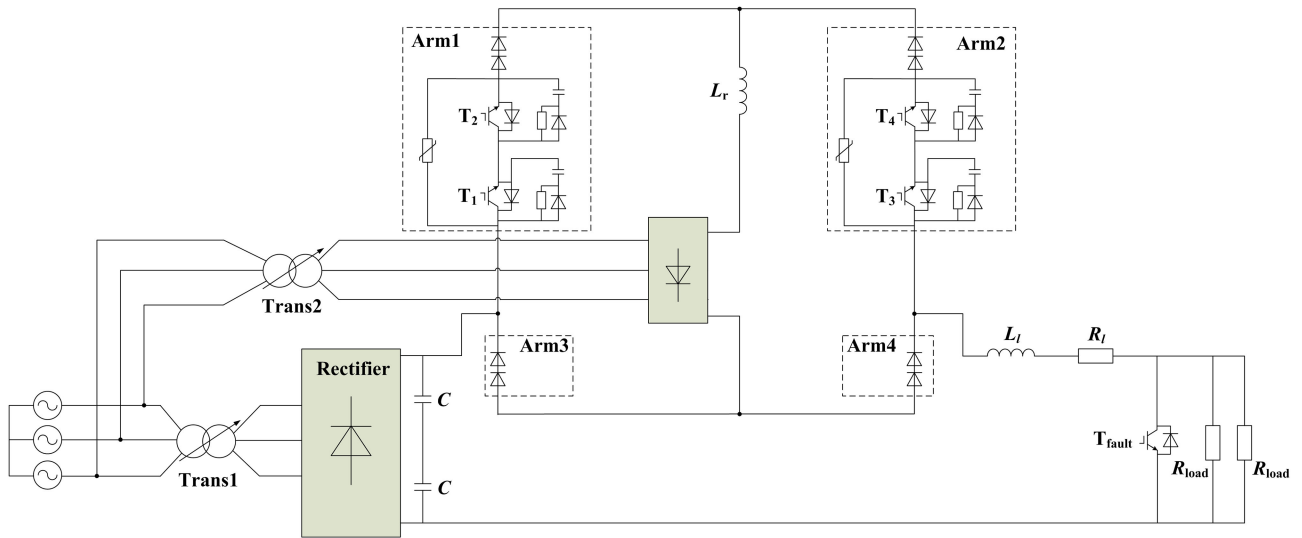 Arm1
Arm2
Lr
T2
T4
T1
T3
Trans2
Arm3
Arm4
Ll
Rl
Rectifier
C
Tfault
Rload
Rload
Trans1
C